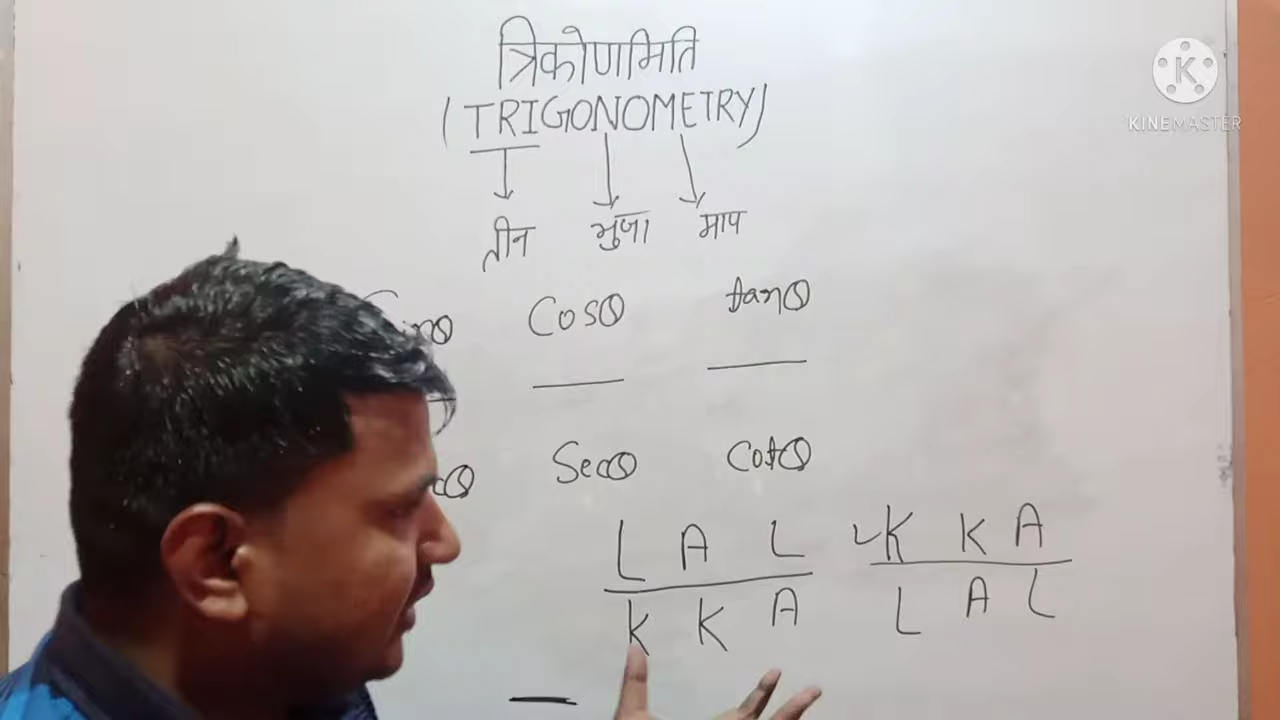 त्रिकोणमिति
(TRIGONOMETRY)
तीन भुजा माप
Cosθ tanθ
Secθ Cotθ
L A L K K A
K K A L A L
K
KINEMASTER